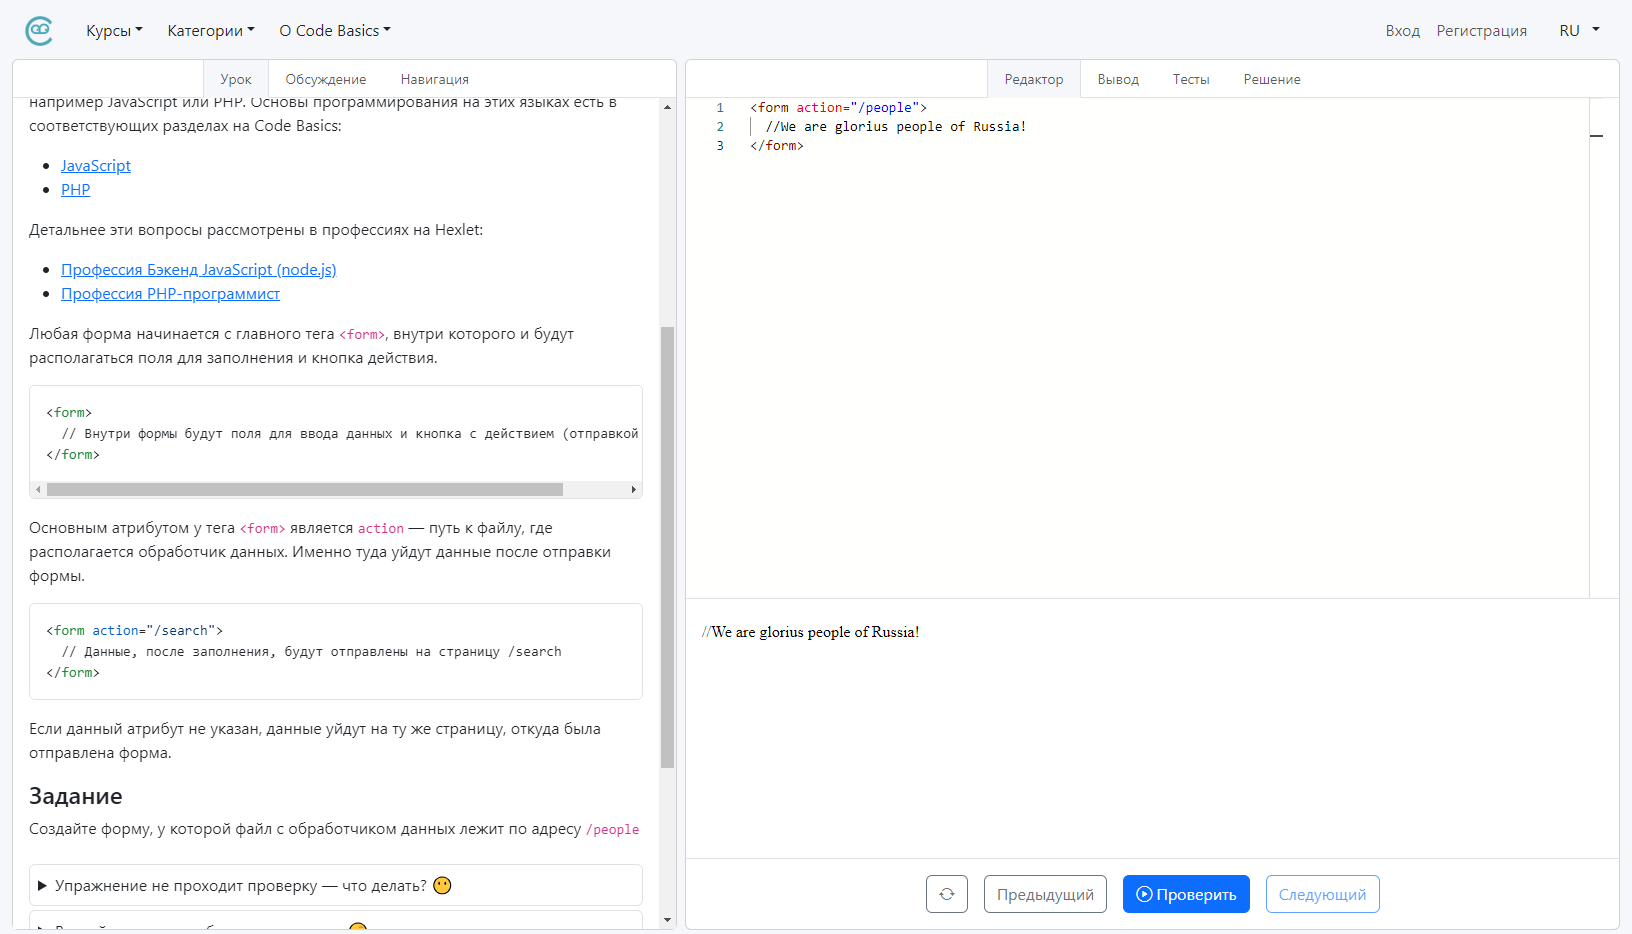 Курсы Категории О Code Basics Вход Регистрация RU
Урок Обсуждение Навигация
например JavaScript или PHP. Основы программирования на этих языках есть в
соответствующих разделах на Code Basics:
JavaScript
PHP
Детальнее эти вопросы рассмотрены в профессиях на Hexlet:
Профессия Бэкенд JavaScript (node.js)
Профессия PHP-программист
Любая форма начинается с главного тега <form>, внутри которого и будут
располагаться поля для заполнения и кнопка действия.
<form>
// Внутри формы будут поля для ввода данных и кнопка с действием (отправкой
</form>
Основным атрибутом у тега <form> является action — путь к файлу, где
располагается обработчик данных. Именно туда уйдут данные после отправки
формы.
<form action="/search">
// Данные, после заполнения, будут отправлены на страницу /search
</form>
Если данный атрибут не указан, данные уйдут на ту же страницу, откуда была
отправлена форма.
Задание
Создайте форму, у которой файл с обработчиком данных лежит по адресу /people
Упражнение не проходит проверку — что делать?
Редактор Вывод Тесты Решение
1 <form action="/people">
2 //We are glorius people of Russia!
3 </form>
//We are glorius people of Russia!
Предыдущий Проверить Следующий